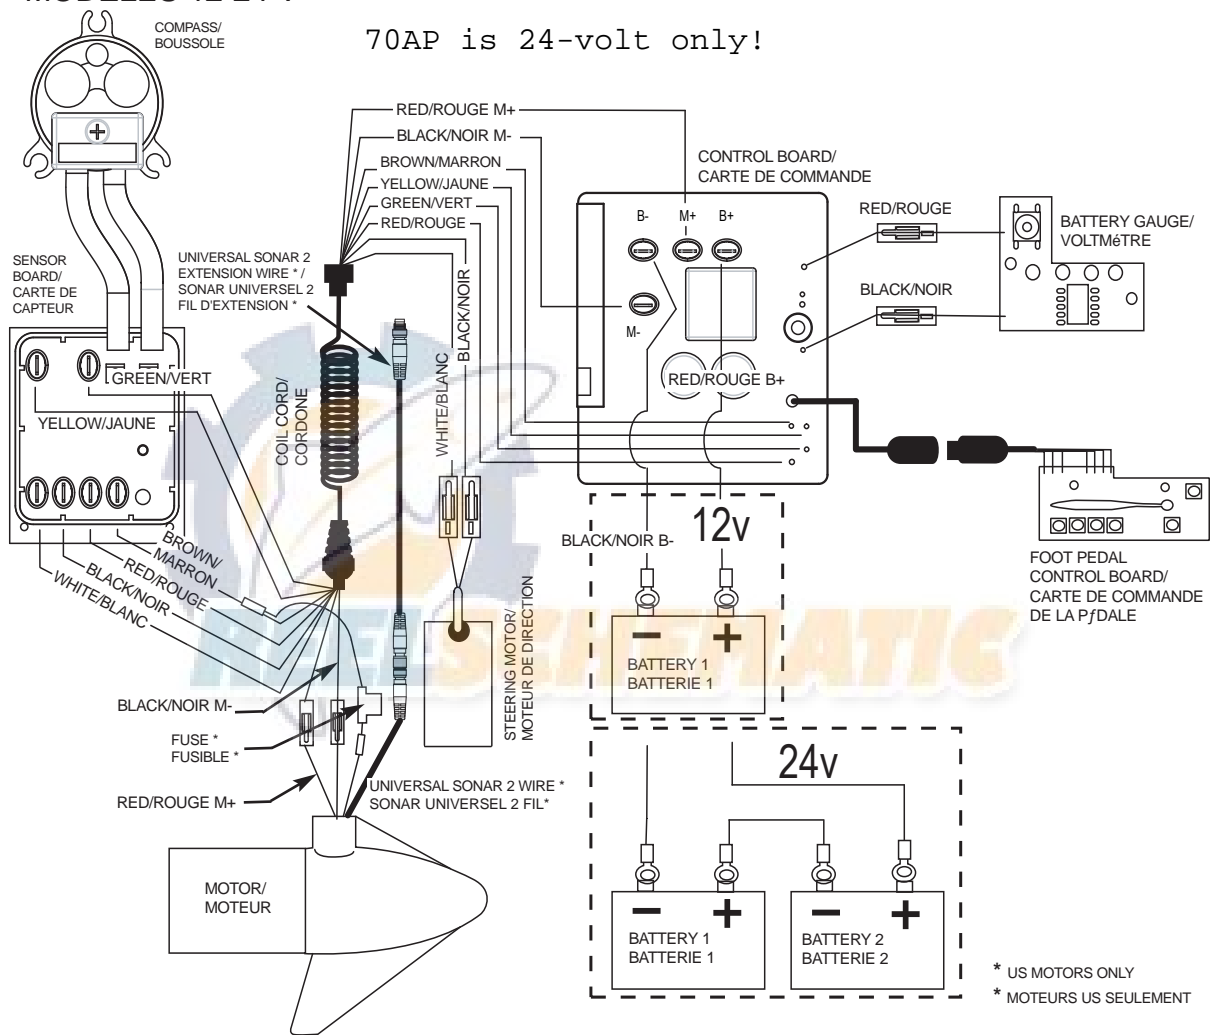 70AP is 24-volt only!
COMPASS/
BOUSSOLE
RED/ROUGE M+
BLACK/NOIR M-
BROWN/MARRON
YELLOW/JAUNE
GREEN/VERT
RED/ROUGE
CONTROL BOARD/
CARTE DE COMMANDE
B-
M+
B+
M-
RED/ROUGE
BLACK/NOIR
BATTERY GAUGE/
VOLTMéTRE
SENSOR
BOARD/
CARTE DE
CAPTEUR
UNIVERSAL SONAR 2
EXTENSION WIRE * /
SONAR UNIVERSEL 2
FIL D'EXTENSION *
BLACK/NOIR
WHITE/BLANC
COIL CORD/
CORDONE
GREEN/VERT
YELLOW/JAUNE
RED/ROUGE B+
BROWN/
MARRON
RED/ROUGE
BLACK/NOIR
WHITE/BLANC
BLACK/NOIR B-
12v
FOOT PEDAL
CONTROL BOARD/
CARTE DE COMMANDE
DE LA PƒDALE
STEERING MOTOR/
MOTEUR DE DIRECTION
- +
BATTERY 1
BATTERIE 1
REELSCHEMATIC
BLACK/NOIR M-
FUSE *
FUSIBLE *
RED/ROUGE M+
UNIVERSAL SONAR 2 WIRE *
SONAR UNIVERSEL 2 FIL*
24v
MOTOR/
MOTEUR
- +
BATTERY 1
BATTERIE 1
- +
BATTERY 2
BATTERIE 2
* US MOTORS ONLY
* MOTEURS US SEULEMENT